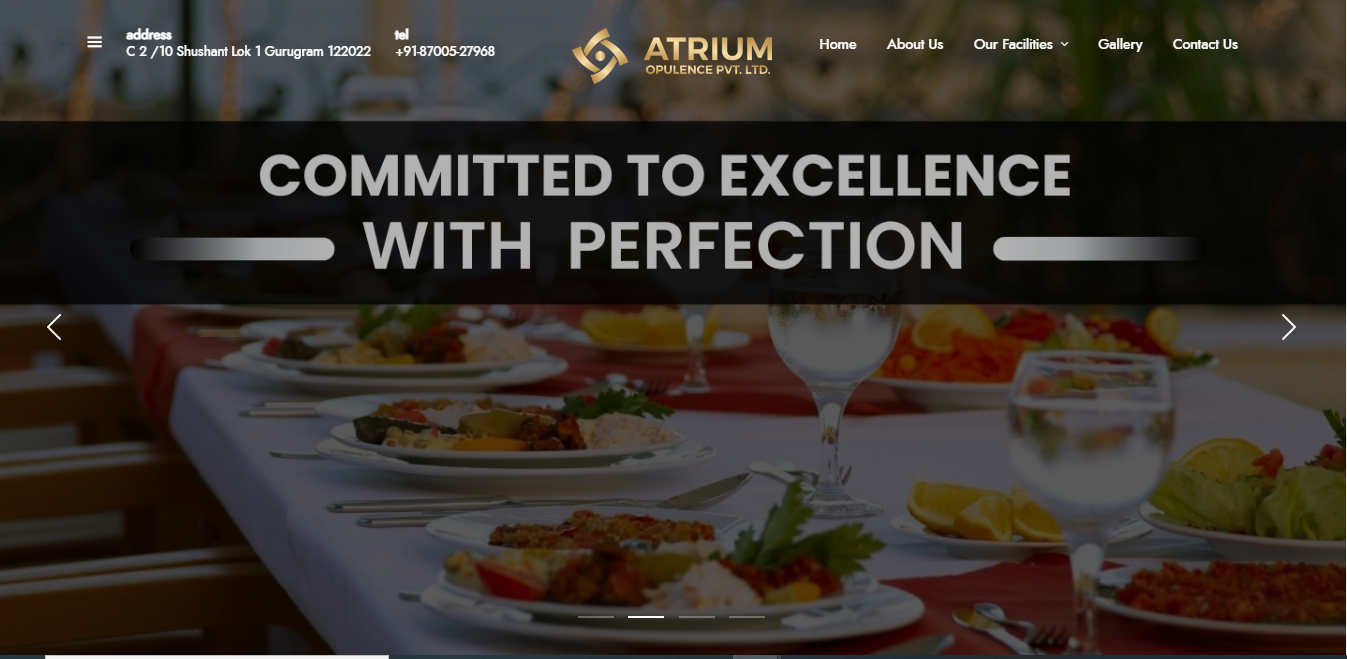 address
C 2 /10 Shushant Lok 1 Gurugram 122022
tel
+91-87005-27968
ATRIUM
OPULENCE PVT. LTD.
Home
About Us
Our Facilities
Gallery
Contact Us
COMMITTED TO EXCELLENCE
WITH PERFECTION